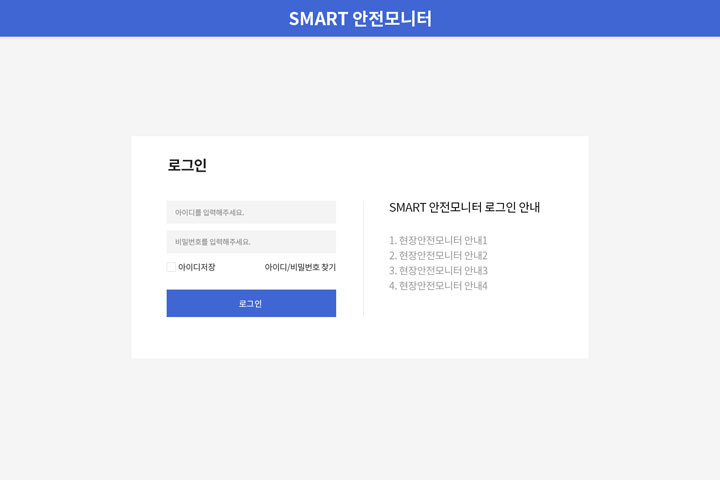 SMART 안전모니터
로그인
아이디를 입력해주세요.
비밀번호를 입력해주세요.
아이디저장
아이디/비밀번호 찾기
로그인
SMART 안전모니터 로그인 안내
1. 현장안전모니터 안내1
2. 현장안전모니터 안내2
3. 현장안전모니터 안내3
4. 현장안전모니터 안내4